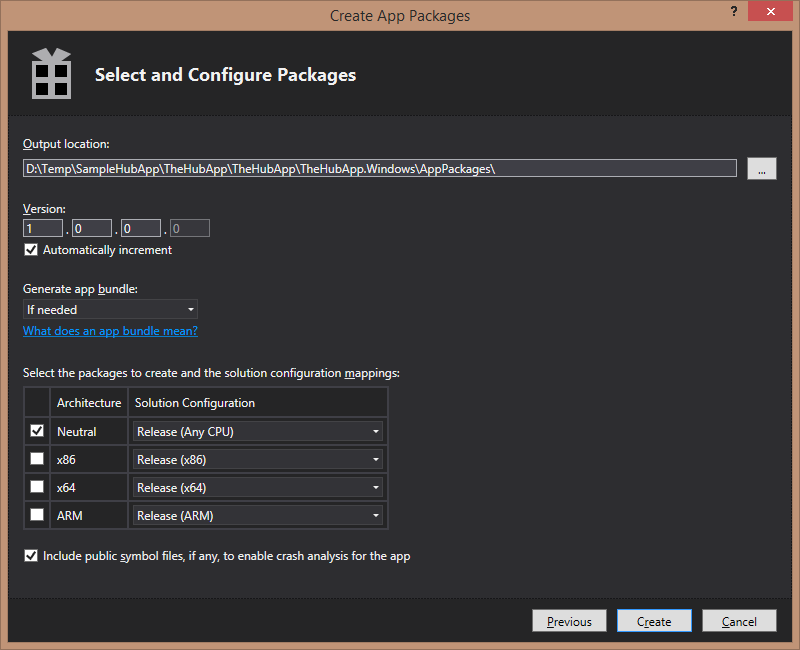 Create App Packages
?
Select and Configure Packages
Output location:
D:\Temp\SampleHubApp\TheHubApp\TheHubApp\TheHubApp.Windows\AppPackages\ ...
Version:
1 . 0 . 0 . 0
Automatically increment
Generate app bundle:
If needed
What does an app bundle mean?
Select the packages to create and the solution configuration mappings:
Architecture Solution Configuration
Neutral Release (Any CPU)
x86 Release (x86)
x64 Release (x64)
ARM Release (ARM)
Include public symbol files, if any, to enable crash analysis for the app
Previous Create Cancel